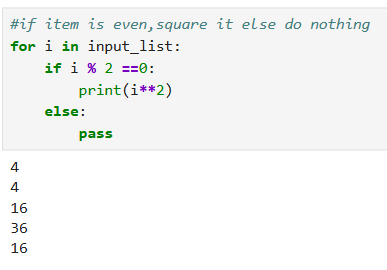 #if item is even,square it else do nothing
for i in input_list:
    if i % 2 ==0:
        print(i**2)
    else:
        pass
4
4
16
36
16